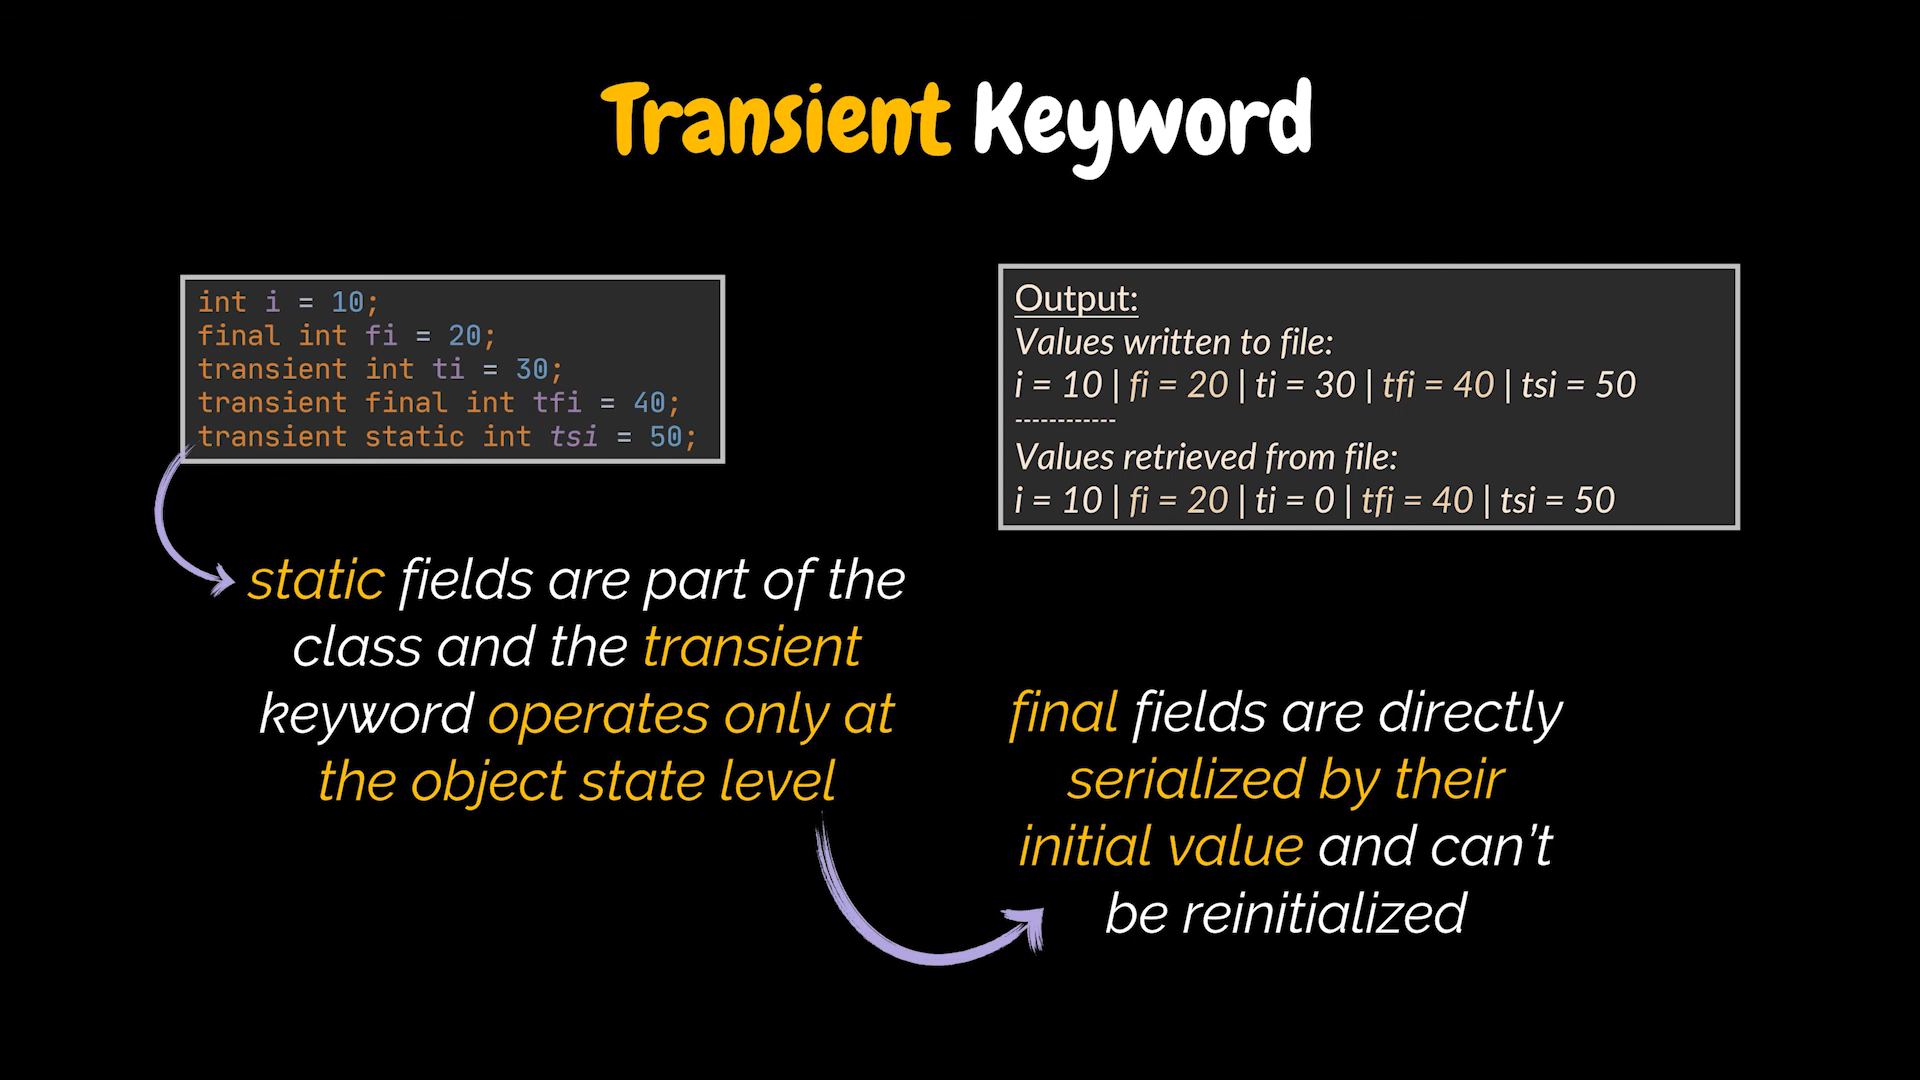 Transient Keyword
int i = 10;
final int fi = 20;
transient int ti = 30;
transient final int tfi = 40;
transient static int tsi = 50;
Output:
Values written to file:
i = 10 | fi = 20 | ti = 30 | tfi = 40 | tsi = 50
------------
Values retrieved from file:
i = 10 | fi = 20 | ti = 0 | tfi = 40 | tsi = 50
static fields are part of the
class and the transient
keyword operates only at
the object state level
final fields are directly
serialized by their
initial value and can’t
be reinitialized